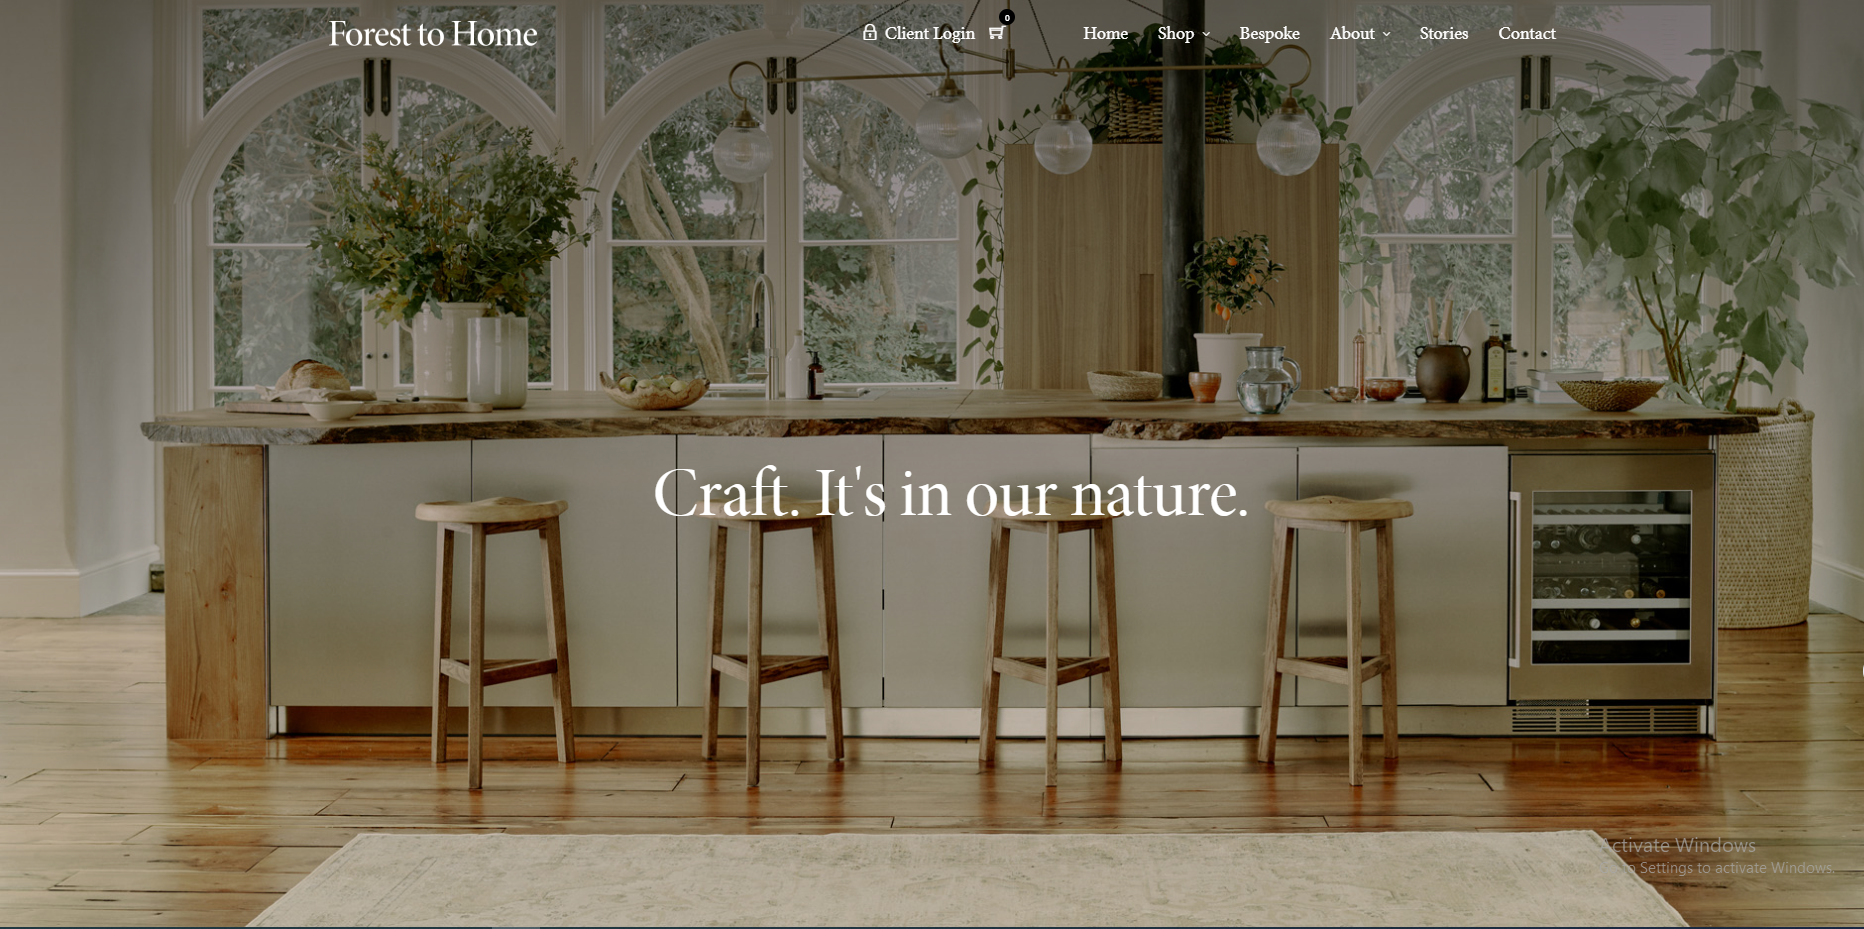 Forest to Home
Client Login
0
Home
Shop
Bespoke
About
Stories
Contact
Craft. It's in our nature.
Activate Windows
Settings to activate Windows.